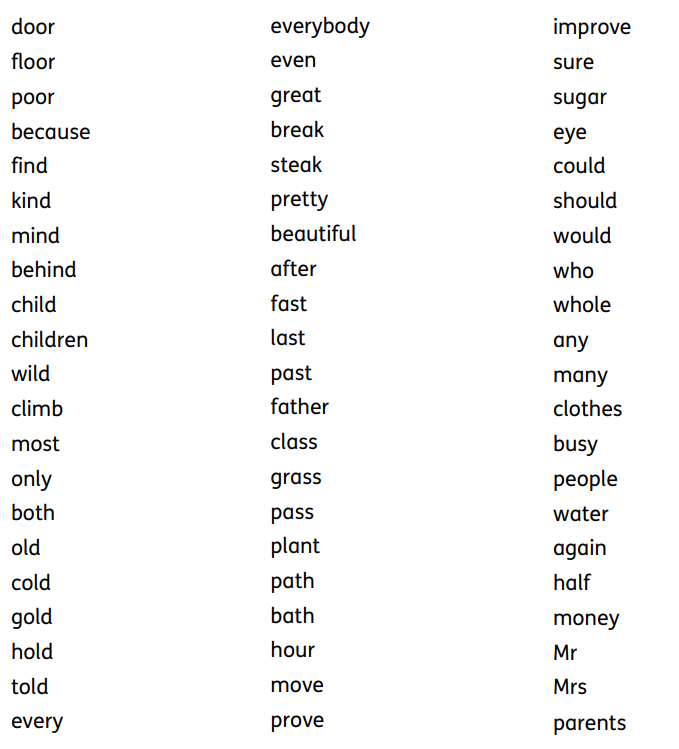 door
floor
poor
because
find
kind
mind
behind
child
children
wild
climb
most
only
both
old
cold
gold
hold
told
every
everybody
even
great
break
steak
pretty
beautiful
after
fast
last
past
father
class
grass
pass
plant
path
bath
hour
move
prove
improve
sure
sugar
eye
could
should
would
who
whole
any
many
clothes
busy
people
water
again
half
money
Mr
Mrs
parents